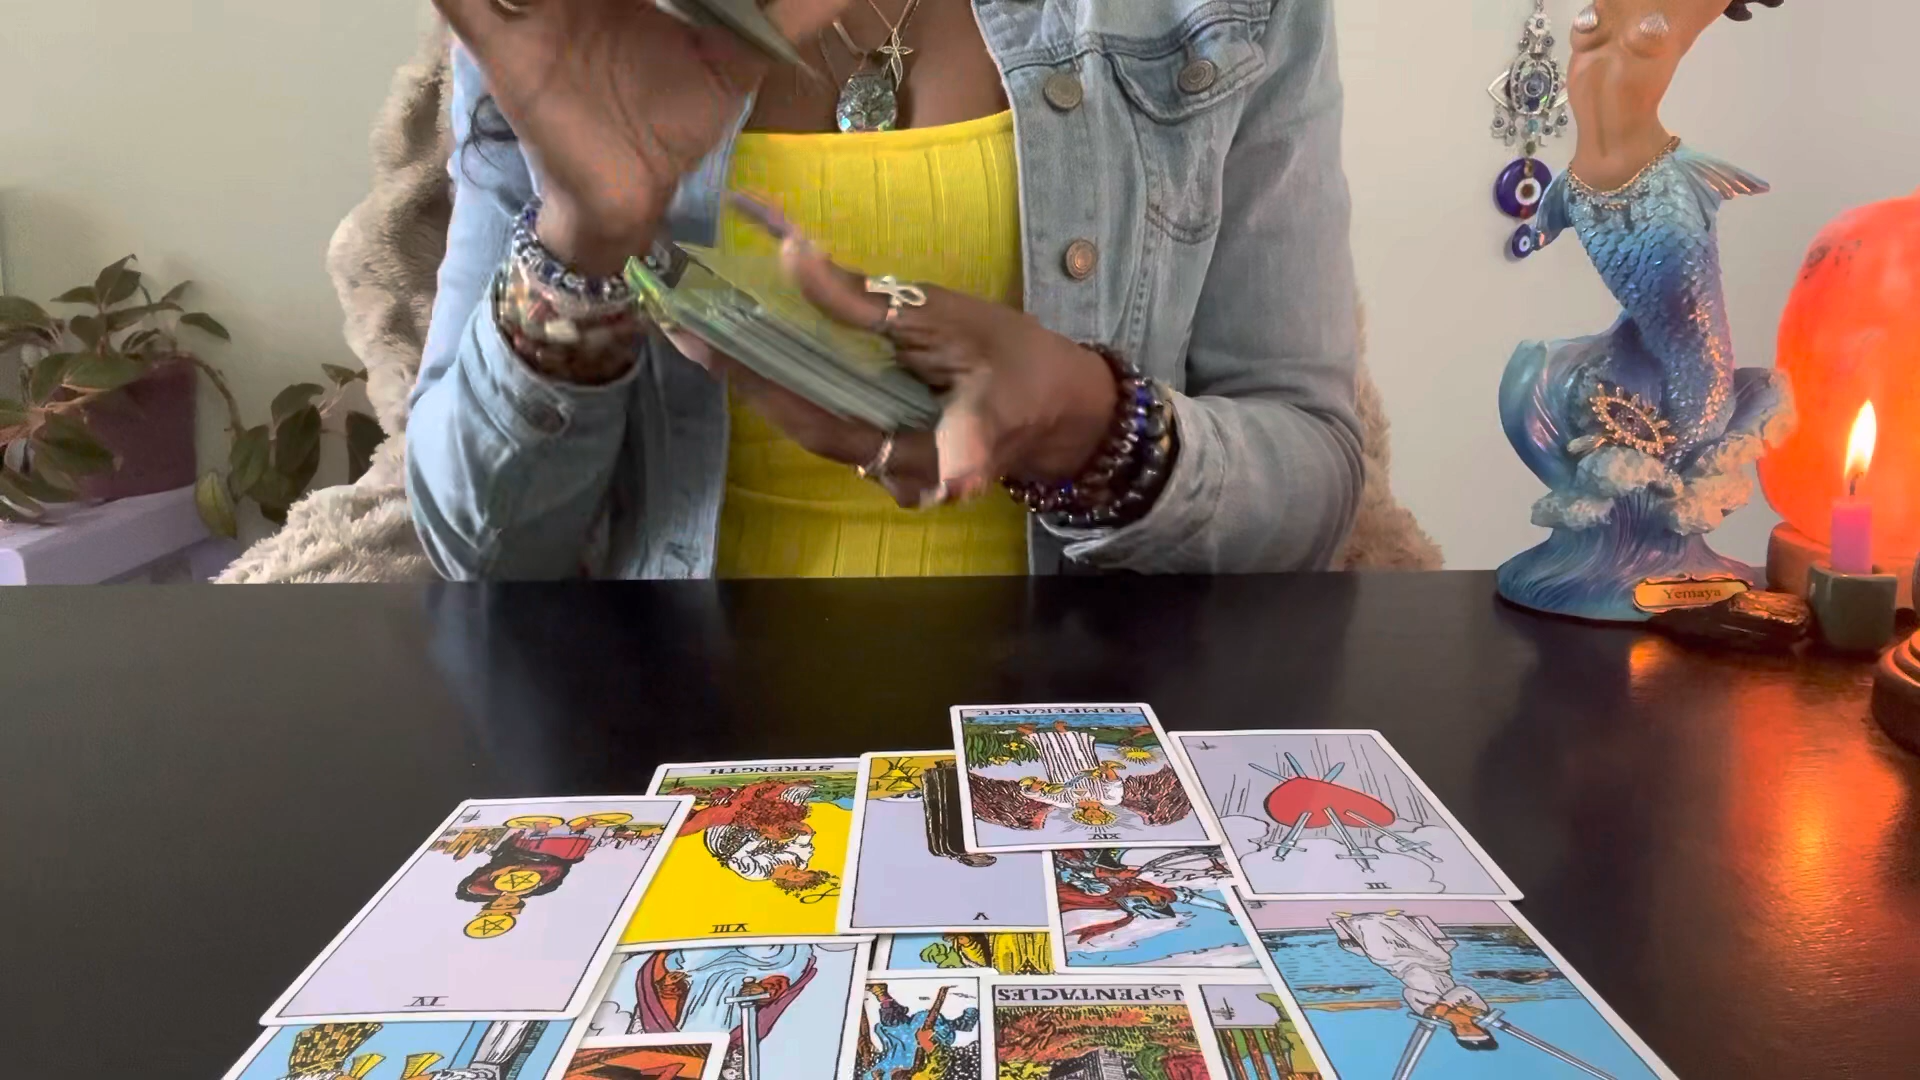 Yemaya
TEMPERANCE
STRENGTH
XIV
III
VIII
V
IV
PENTACLES